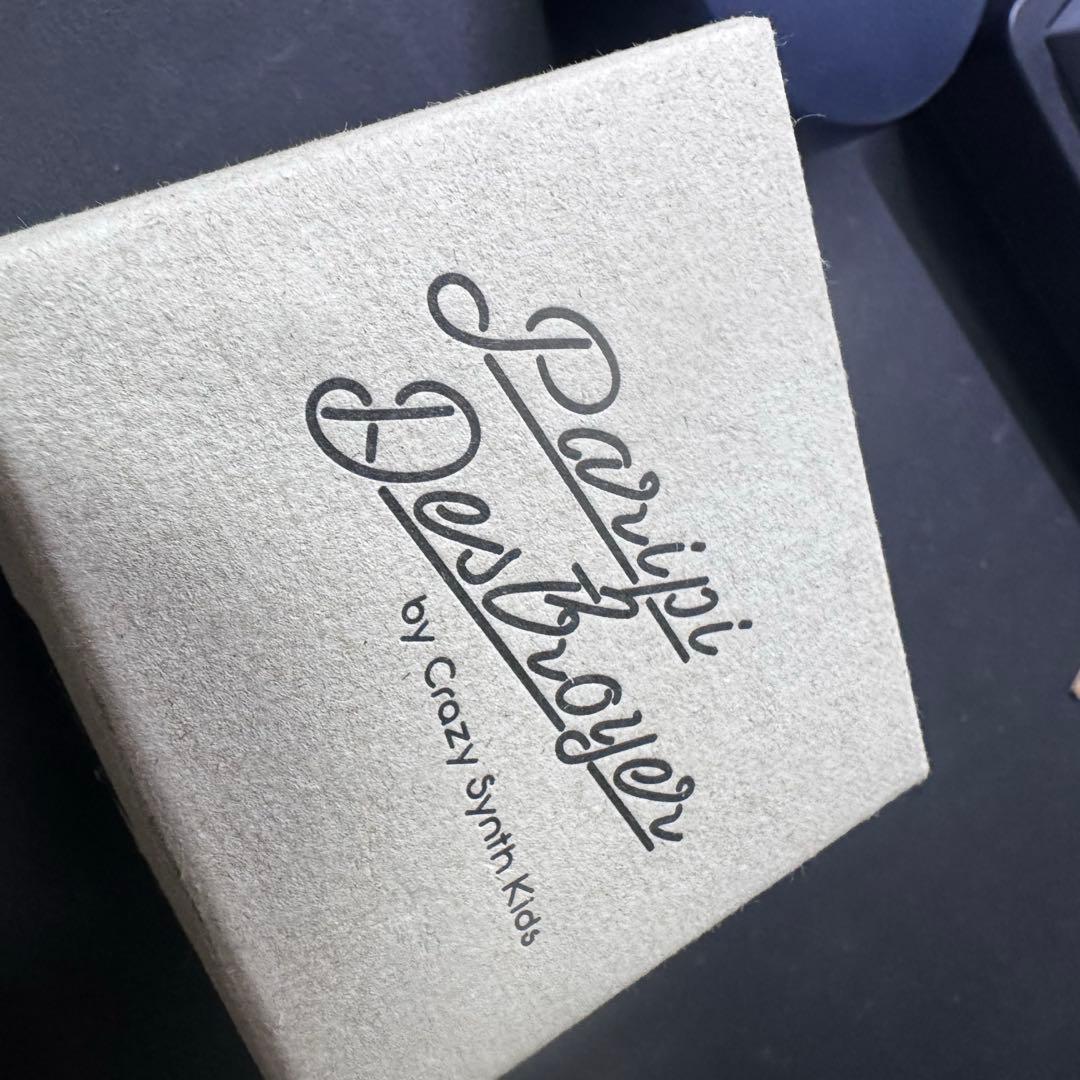 Paripi
Destroyer
by Crazy Synth Kids